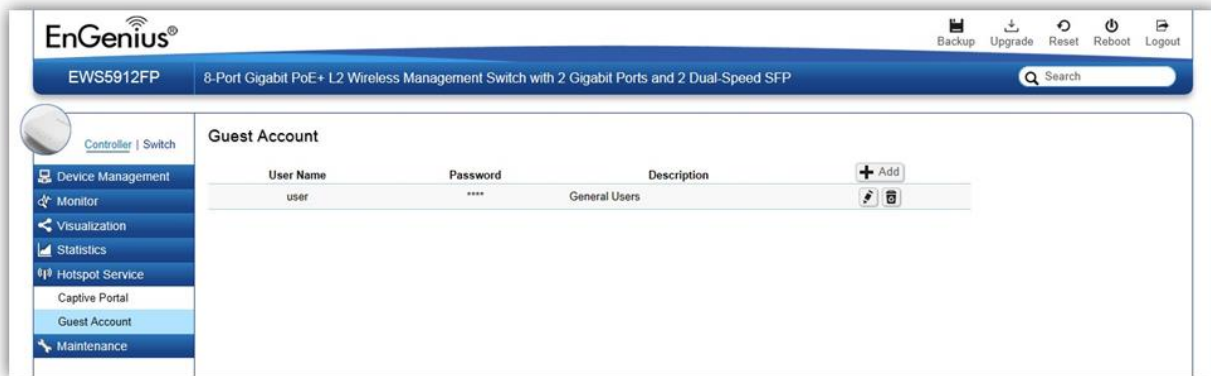 EnGenius®
Backup Upgrade Reset Reboot Logout
EWS5912FP
8-Port Gigabit PoE+ L2 Wireless Management Switch with 2 Gigabit Ports and 2 Dual-Speed SFP
Search
Controller | Switch
Device Management
Monitor
Visualization
Statistics
Hotspot Service
Captive Portal
Guest Account
Maintenance
Guest Account
User Name Password Description Add
user **** General Users